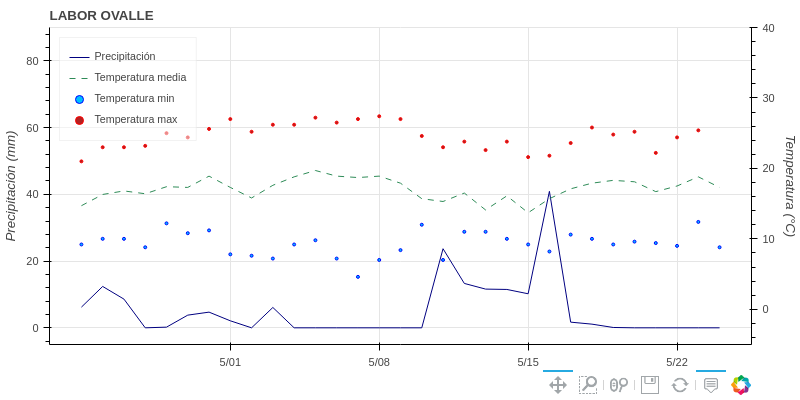 LABOR OVALLE
Precipitación
Temperatura media
Temperatura min
Temperatura max
Precipitación (mm)
80
60
40
20
0
40
30
20
10
0
Temperatura (°C)
5/01
5/08
5/15
5/22